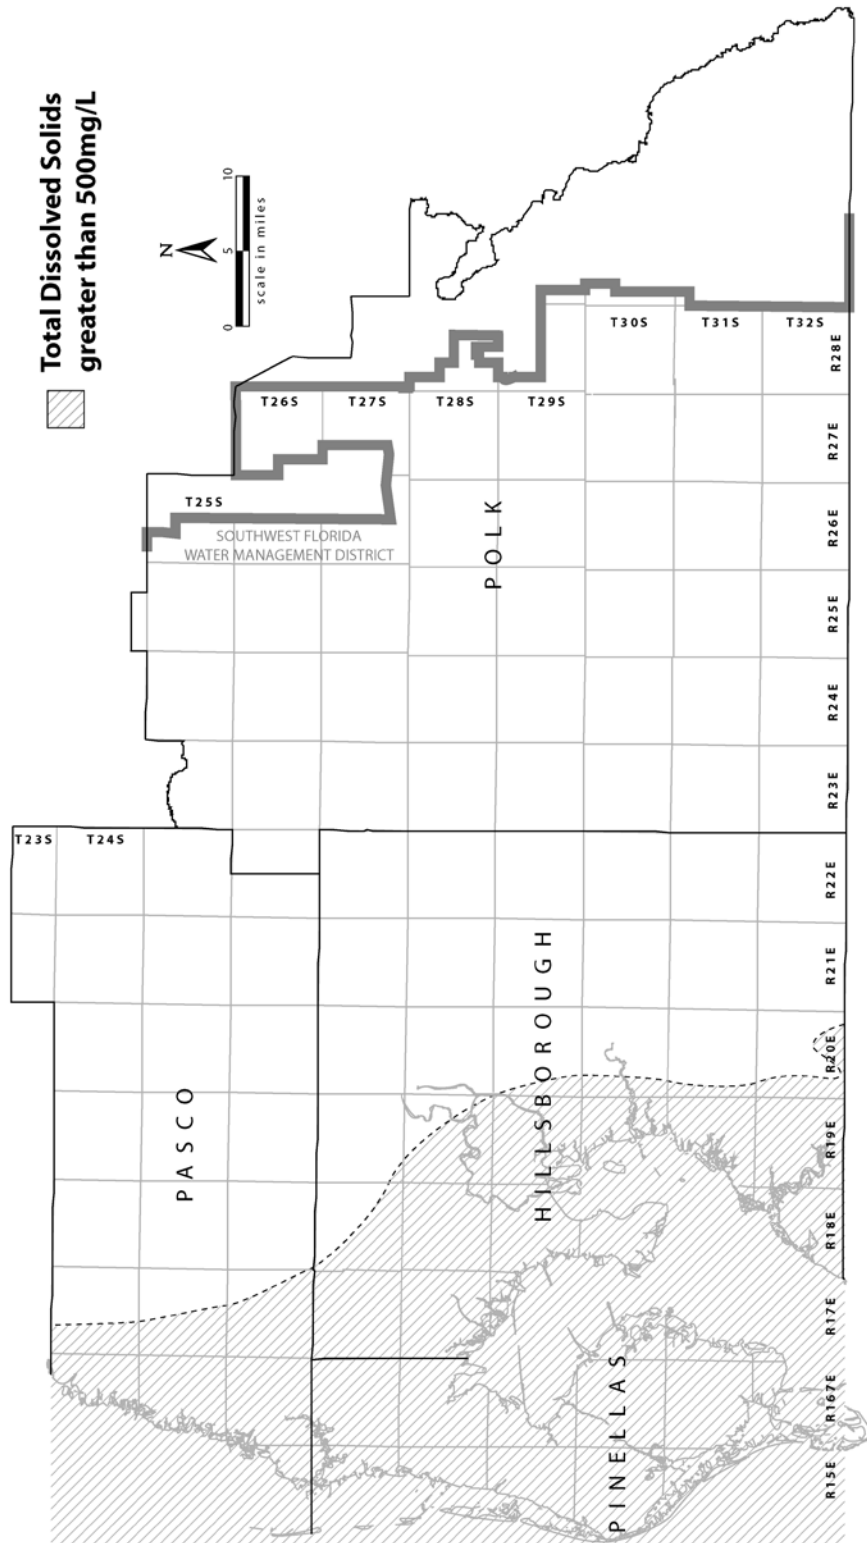 Total Dissolved Solids
greater than 500mg/L
N
0 5 10
scale in miles
T23S
T24S
T25S
T26S
T27S
T28S
T29S
T30S
T31S
T32S
SOUTHWEST FLORIDA
WATER MANAGEMENT DISTRICT
PASCO
POLK
HILLSBOROUGH
PINELLAS
R15E
R167E
R17E
R18E
R19E
R20E
R21E
R22E
R23E
R24E
R25E
R26E
R27E
R28E